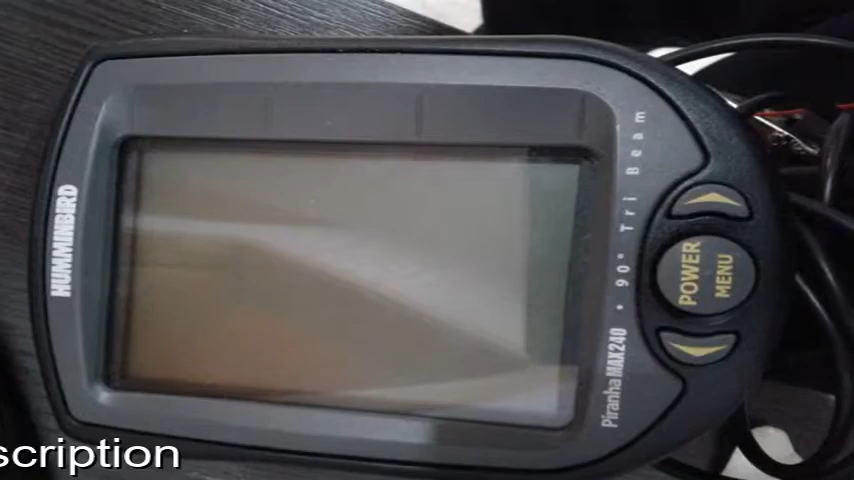 HUMMINBIRD
Piranha MAX240 • 90° Tri Beam
POWER
MENU
scription